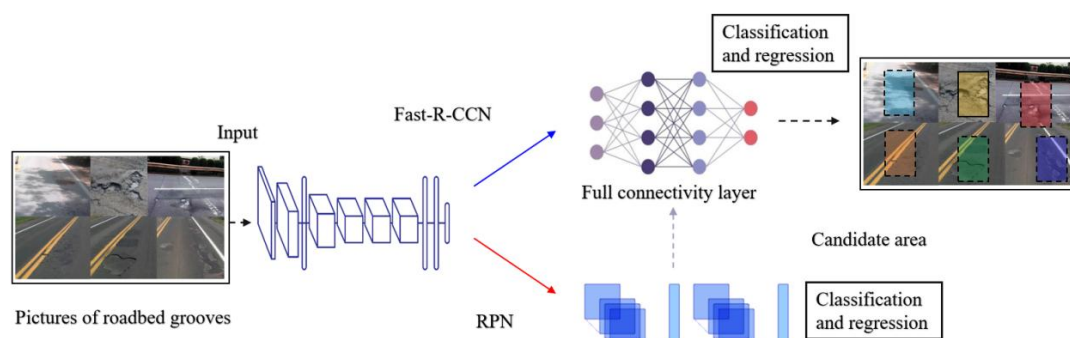 Classification
and regression
Fast-R-CCN
Input
Full connectivity layer
Candidate area
Pictures of roadbed grooves
RPN
Classification
and regression